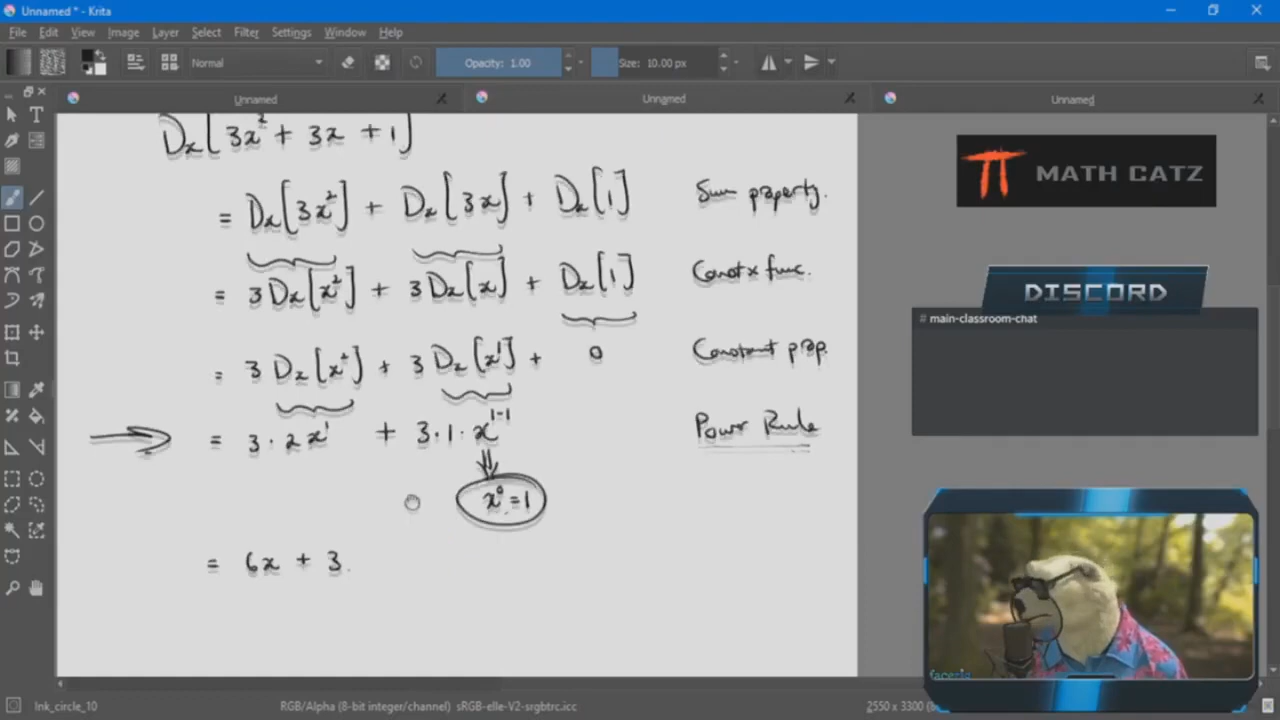 Unnamed * - Krita
File Edit View Image Layer Select Filter Settings Tools Window Help
Normal Opacity: 1.00 Size: 10.00 px
Unnamed Unnamed Unnamed
Dx[3x² + 3x + 1]
= Dx[3x²] + Dx[3x] + Dx[1] Sum property.
= 3Dx[x²] + 3Dx[x] + Dx[1] Const x func.
= 3 Dx[x²] + 3 Dx[x¹] + 0 Constant prop.
= 3 · 2x¹ + 3 · 1 · x¹⁻¹ Power Rule
x⁰ = 1
= 6x + 3.
MATH CATZ
DISCORD
# main-classroom-chat
facerig
Ink_circle_10 RGB/Alpha (8-bit integer/channel) sRGB-elle-V2-srgbtrc.icc 2550 x 3300